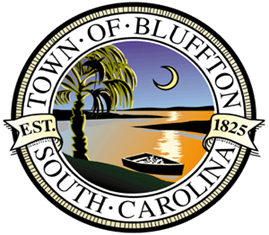 TOWN · OF · BLUFFTON
EST. 1825
SOUTH · CAROLINA